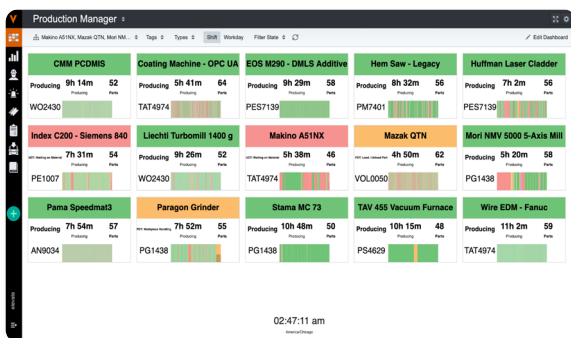 Production Manager
Makino A51NX, Mazak QTN, Mori NM... Tags Types Shift Workday Filter State Edit Dashboard
CMM PCDMIS
Producing 9h 14m 52
Producing Parts
WO2430
Coating Machine - OPC UA
Producing 5h 41m 64
Producing Parts
TAT4974
EOS M290 - DMLS Additive
Producing 9h 29m 58
Producing Parts
PES7139
Hem Saw - Legacy
Producing 8h 32m 56
Producing Parts
PM7401
Huffman Laser Cladder
Producing 7h 2m 56
Producing Parts
PES7139
Index C200 - Siemens 840
7h 31m 54
Producing Parts
PE1007
Liechti Turbomill 1400 g
Producing 9h 26m 52
Producing Parts
WO2430
Makino A51NX
5h 38m 46
Producing Parts
TAT4974
Mazak QTN
4h 50m 62
Producing Parts
VOL0050
Mori NMV 5000 5-Axis Mill
Producing 5h 20m 58
Producing Parts
PG1438
Pama Speedmat3
Producing 7h 54m 57
Producing Parts
AN9034
Paragon Grinder
7h 52m 55
Producing Parts
PG1438
Stama MC 73
Producing 10h 48m 50
Producing Parts
PG1438
TAV 455 Vacuum Furnace
Producing 10h 15m 48
Producing Parts
PS4629
Wire EDM - Fanuc
Producing 11h 2m 59
Producing Parts
TAT4974
02:47:11 am
America/Chicago